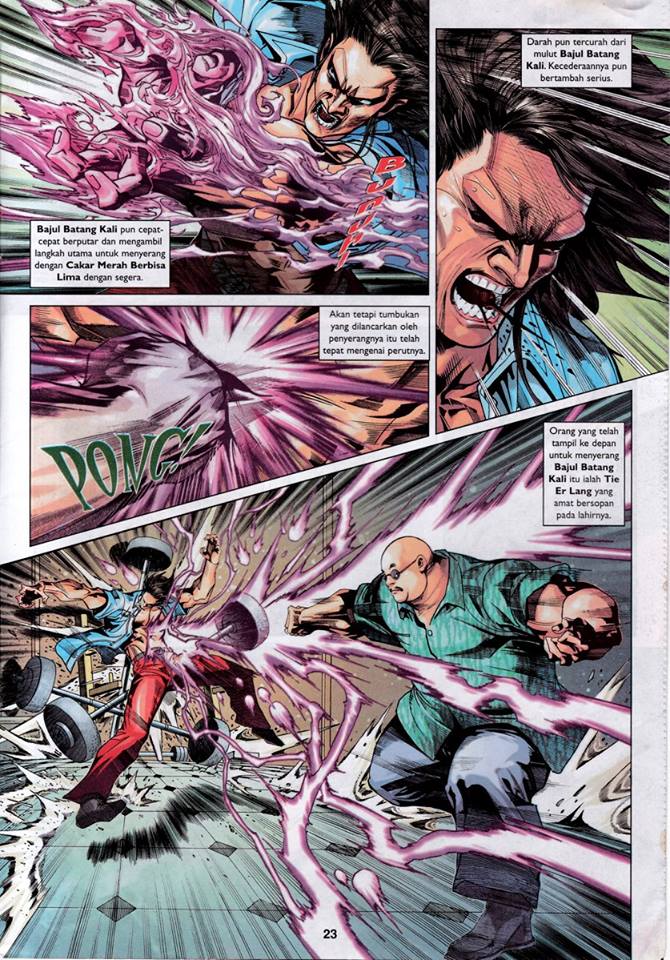 Bajul Batang Kali pun cepat-
cepat berputar dan mengambil
langkah utama untuk menyerang
dengan Cakar Merah Berbisa
Lima dengan segera.
Darah pun tercurah dari
mulut Bajul Batang
Kali. Kecederaannya pun
bertambah serius.
Akan tetapi tumbukan
yang dilancarkan oleh
penyerangnya itu telah
tepat mengenai perutnya.
PONG!
Orang yang telah
tampil ke depan
untuk menyerang
Bajul Batang
Kali itu ialah Tie
Er Lang yang
amat bersopan
pada lahirnya.
23